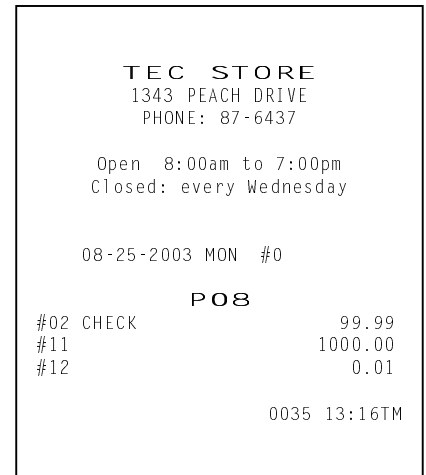 TEC STORE
1343 PEACH DRIVE
PHONE: 87-6437
Open 8:00am to 7:00pm
Closed: every Wednesday
08-25-2003 MON #0
P08
#02 CHECK 99.99
#11 1000.00
#12 0.01
0035 13:16TM